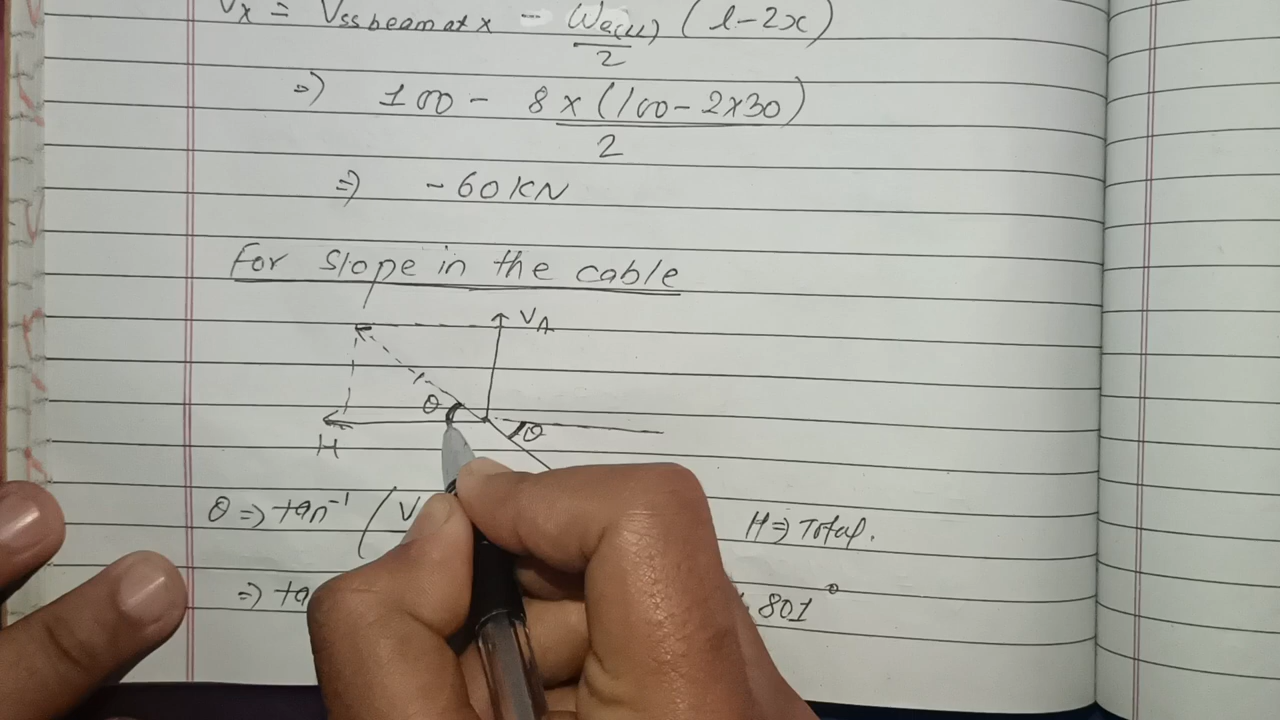 Vx = Vss beam at x - We(ll)/2 (l-2x)
=> 100 - 8 x (100-2x30)/2
=> -60 KN
For slope in the cable
VA
θ
θ
H
θ => tan⁻¹ (V H => Total.
=> ta 801°